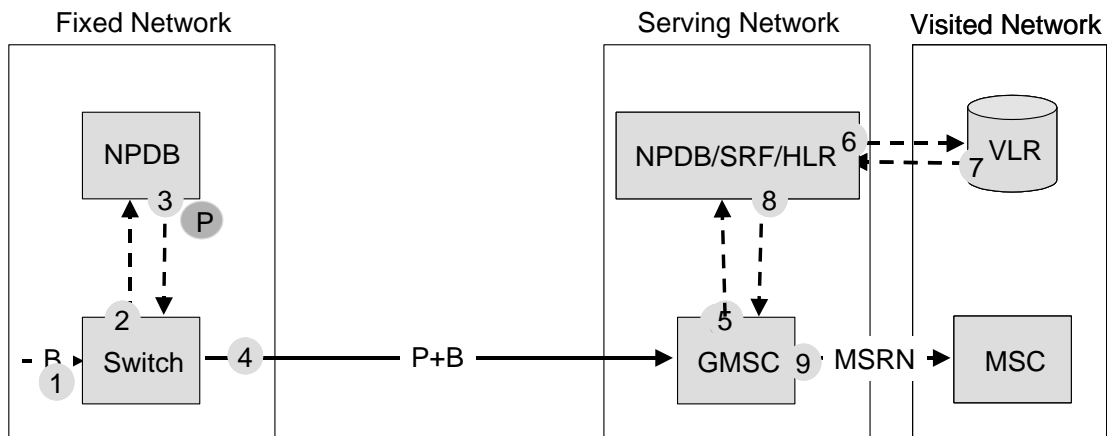 Fixed Network
Serving Network
Visited Network
NPDB
NPDB/SRF/HLR
6
VLR
7
3
8
P
2
5
B
Switch
4
P+B
GMSC
9
MSRN
MSC
1